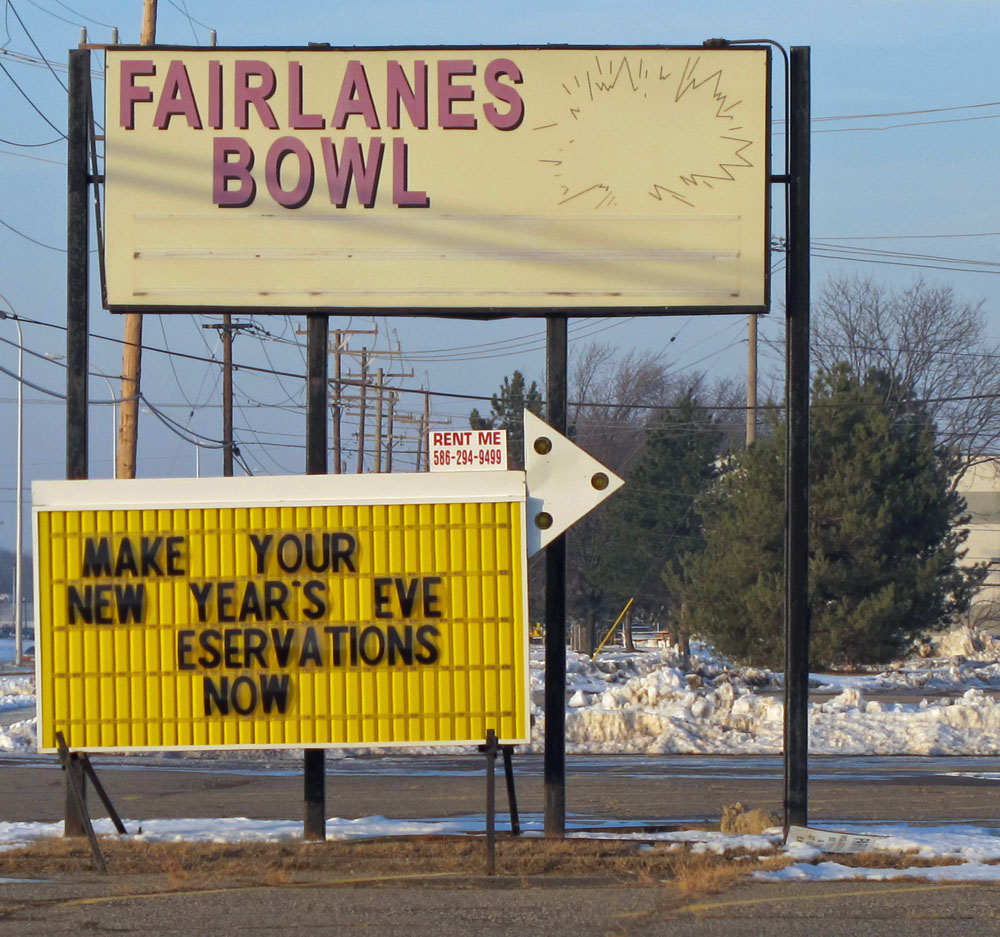 FAIRLANES
BOWL
RENT ME
586-294-9499
MAKE YOUR
NEW YEAR'S EVE
ESERVATIONS
NOW